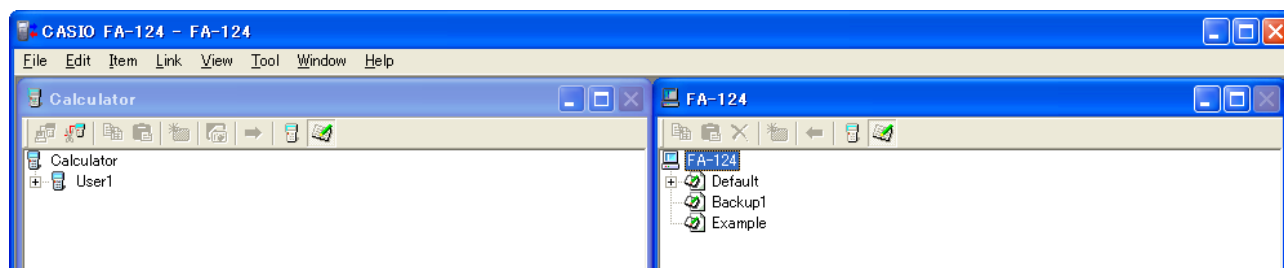 CASIO FA-124 - FA-124
File Edit Item Link View Tool Window Help
Calculator
Calculator
User1
FA-124
FA-124
Default
Backup1
Example